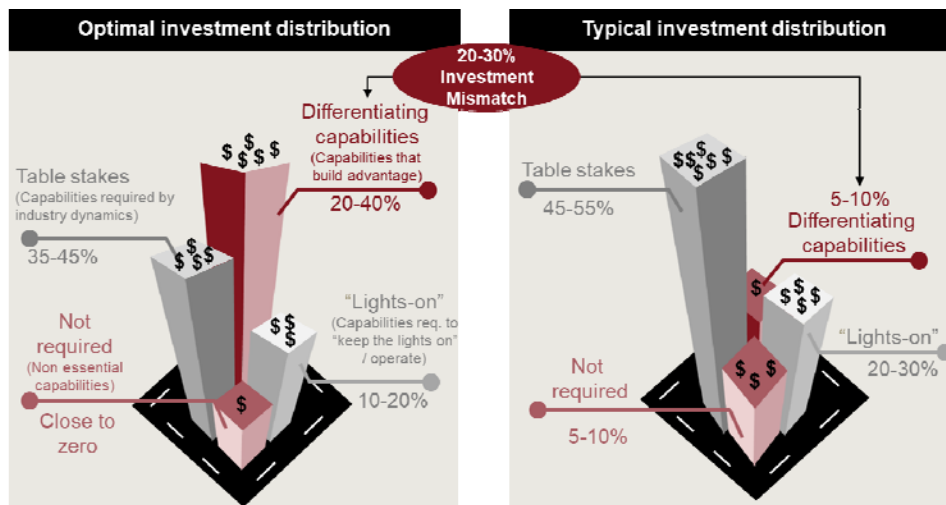 Optimal investment distribution
Typical investment distribution
20-30%
Investment
Mismatch
Differentiating
capabilities
(Capabilities that
build advantage)
20-40%
Table stakes
(Capabilities required by
industry dynamics)
35-45%
"Lights-on"
(Capabilities req. to
"keep the lights on"
/ operate)
10-20%
Not
required
(Non essential
capabilities)
Close to
zero
$ $ $ $ $
$ $ $ $
$ $ $
$
Table stakes
45-55%
5-10%
Differentiating
capabilities
"Lights-on"
20-30%
Not
required
5-10%
$ $ $ $ $ $
$
$ $ $ $ $
$ $ $